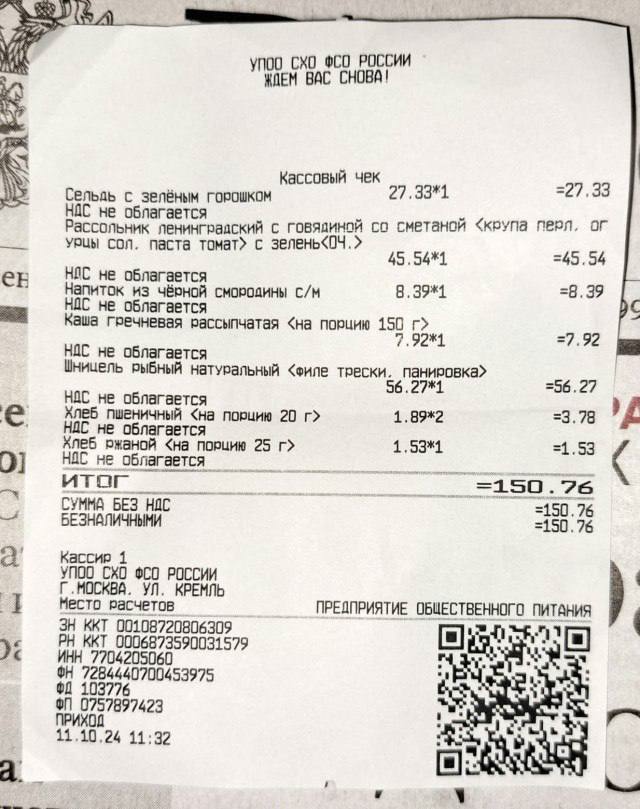 УПОО СХО ФСО РОССИИ
ЖДЕМ ВАС СНОВА!
Кассовый чек
Сельдь с зелёным горошком 27.33*1 =27.33
НДС не облагается
Рассольник ленинградский с говядиной со сметаной <крупа перл. ог
урцы сол. паста томат> с зелень<ОЧ.>
45.54*1 =45.54
НДС не облагается
Напиток из чёрной смородины с/м 8.39*1 =8.39
НДС не облагается
Каша гречневая рассыпчатая <на порцию 150 г>
7.92*1 =7.92
НДС не облагается
Шницель рыбный натуральный <филе трески, панировка>
56.27*1 =56.27
НДС не облагается
Хлеб пшеничный <на порцию 20 г> 1.89*2 =3.78
НДС не облагается
Хлеб ржаной <на порцию 25 г> 1.53*1 =1.53
НДС не облагается
ИТОГ =150.76
СУММА БЕЗ НДС =150.76
БЕЗНАЛИЧНЫМИ =150.76
Кассир 1
УПОО СХО ФСО РОССИИ
Г.МОСКВА, УЛ. КРЕМЛЬ
Место расчетов ПРЕДПРИЯТИЕ ОБЩЕСТВЕННОГО ПИТАНИЯ
ЗН ККТ 00108720806309
РН ККТ 0006873590031579
ИНН 7704205060
ФН 7284440700453975
ФД 103776
ФП 0757897423
ПРИХОД
11.10.24 11:32